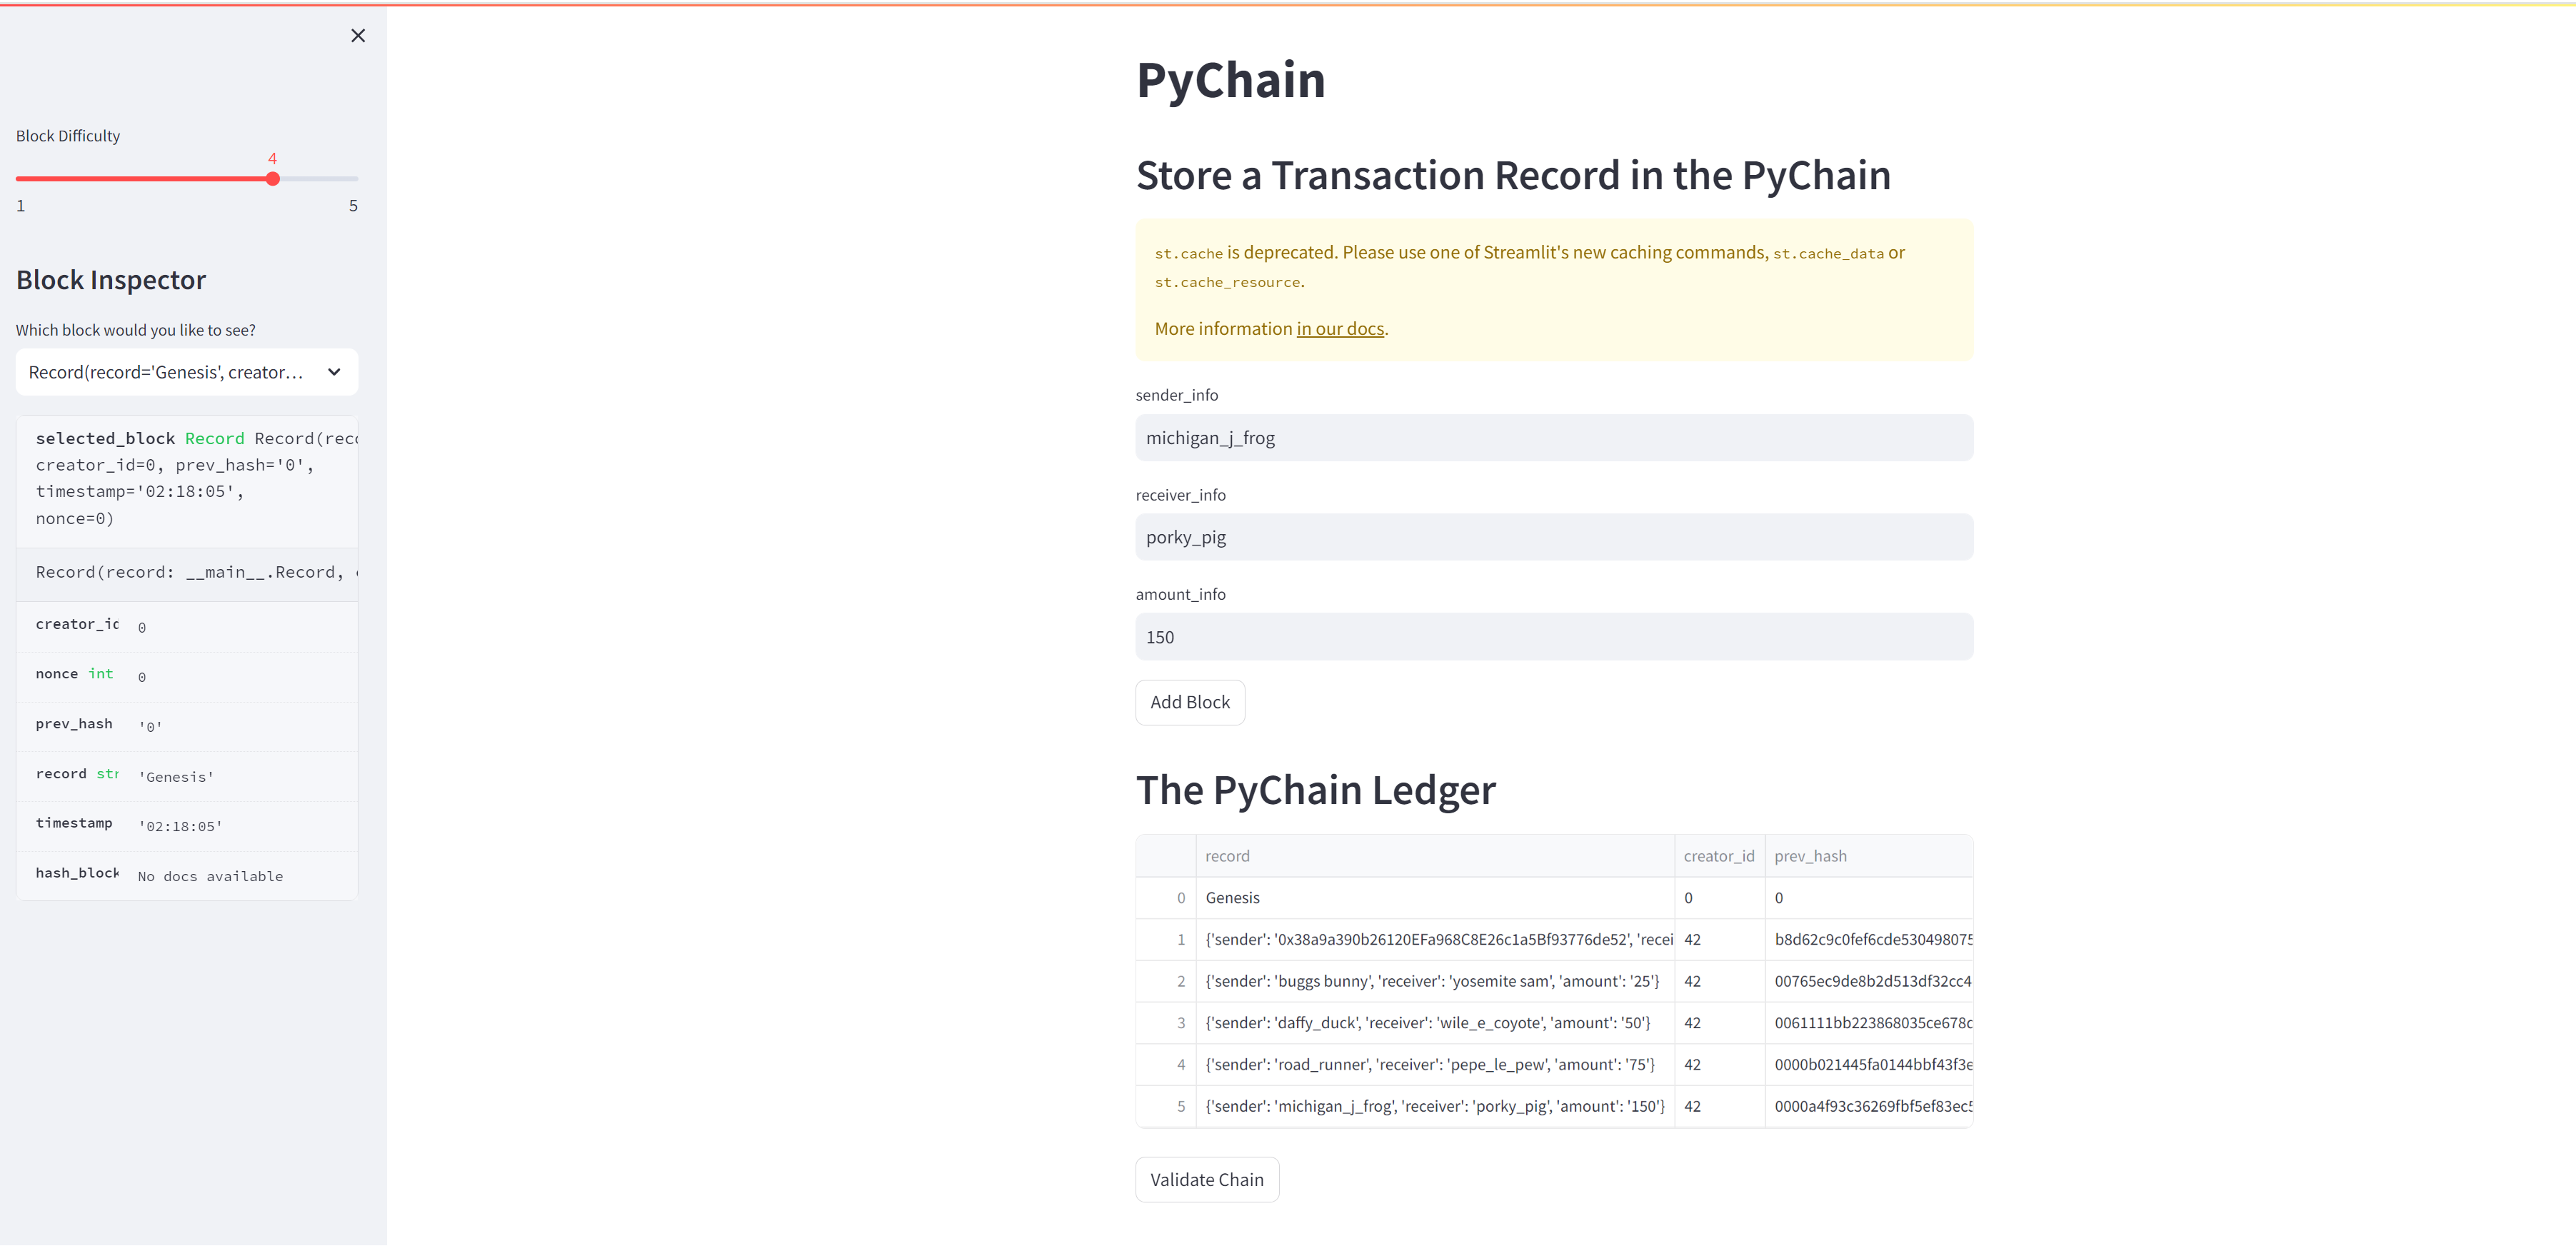 Block Difficulty
4
1 5
Block Inspector
Which block would you like to see?
Record(record='Genesis', creator...
selected_block Record Record(reco
creator_id=0, prev_hash='0',
timestamp='02:18:05',
nonce=0)
Record(record: __main__.Record,
creator_id 0
nonce int 0
prev_hash '0'
record str 'Genesis'
timestamp '02:18:05'
hash_block No docs available
PyChain
Store a Transaction Record in the PyChain
st.cache is deprecated. Please use one of Streamlit's new caching commands, st.cache_data or
st.cache_resource.
More information in our docs.
sender_info
michigan_j_frog
receiver_info
porky_pig
amount_info
150
Add Block
The PyChain Ledger
record creator_id prev_hash
0 Genesis 0 0
1 {'sender': '0x38a9a390b26120EFa968C8E26c1a5Bf93776de52', 'recei 42 b8d62c9c0fef6cde530498075
2 {'sender': 'buggs bunny', 'receiver': 'yosemite sam', 'amount': '25'} 42 00765ec9de8b2d513df32cc4
3 {'sender': 'daffy_duck', 'receiver': 'wile_e_coyote', 'amount': '50'} 42 0061111bb223868035ce678c
4 {'sender': 'road_runner', 'receiver': 'pepe_le_pew', 'amount': '75'} 42 0000b021445fa0144bbf43f3e
5 {'sender': 'michigan_j_frog', 'receiver': 'porky_pig', 'amount': '150'} 42 0000a4f93c36269fbf5ef83ec5
Validate Chain